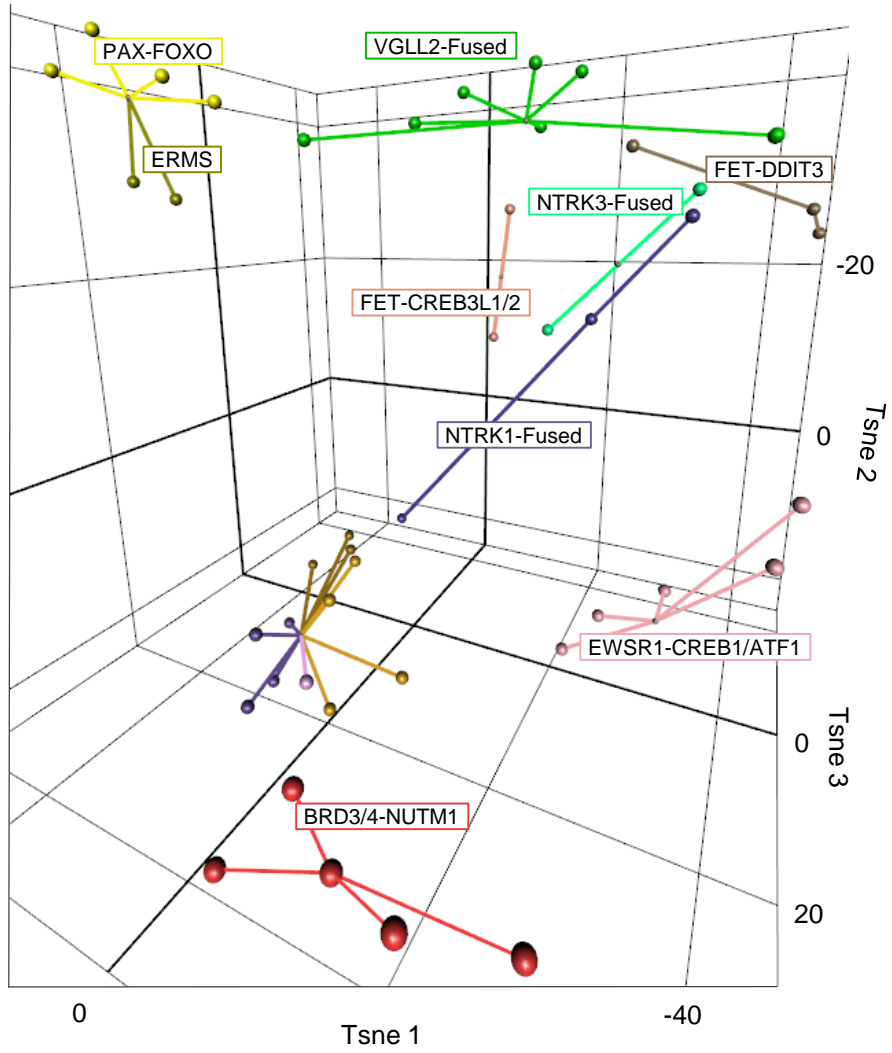 PAX-FOXO
VGLL2-Fused
ERMS
FET-DDIT3
NTRK3-Fused
-20
FET-CREB3L1/2
NTRK1-Fused
0
Tsne 2
EWSR1-CREB1/ATF1
0
Tsne 3
BRD3/4-NUTM1
20
0
-40
Tsne 1